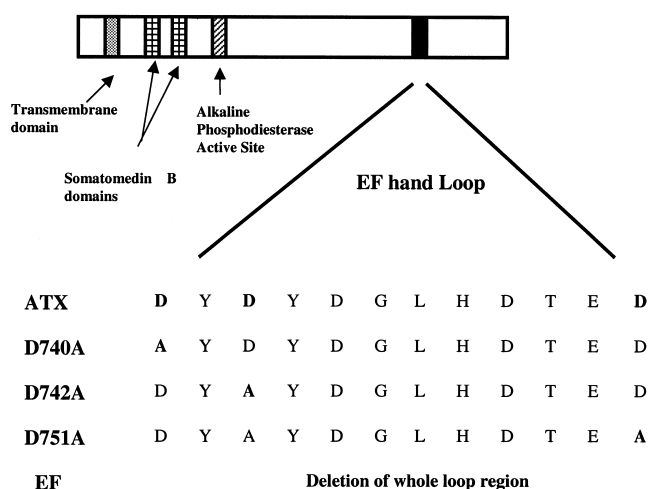 Transmembrane
domain
Alkaline
Phosphodiesterase
Active Site
Somatomedin B
domains
EF hand Loop
ATX D Y D Y D G L H D T E D
D740A A Y D Y D G L H D T E D
D742A D Y A Y D G L H D T E D
D751A D Y A Y D G L H D T E A
EF Deletion of whole loop region